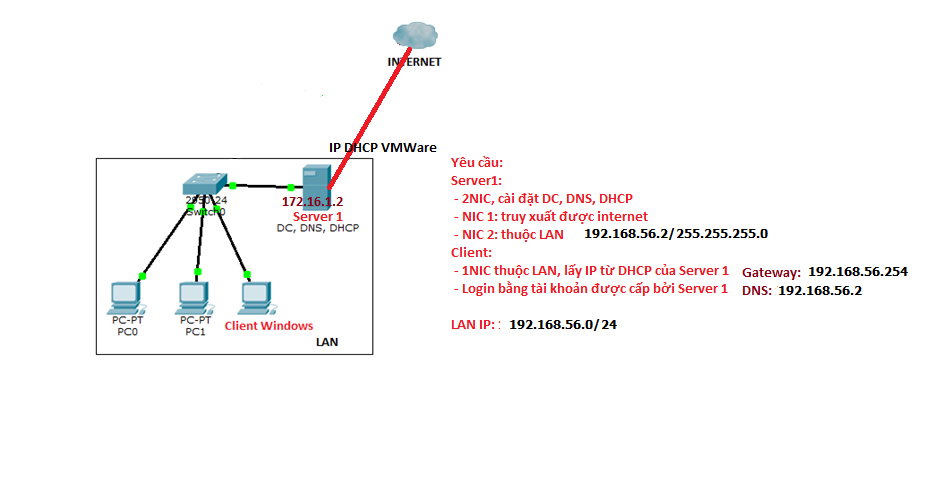 INTERNET
IP DHCP VMWare
2950-24
Switch0
172.16.1.2
Server 1
DC, DNS, DHCP
PC-PT
PC0
PC-PT
PC1
Client Windows
LAN
Yêu cầu:
Server1:
- 2NIC, cài đặt DC, DNS, DHCP
- NIC 1: truy xuất được internet
- NIC 2: thuộc LAN 192.168.56.2/255.255.255.0
Client:
- 1NIC thuộc LAN, lấy IP từ DHCP của Server 1 Gateway: 192.168.56.254
- Login bằng tài khoản được cấp bởi Server 1 DNS: 192.168.56.2
LAN IP: : 192.168.56.0/24